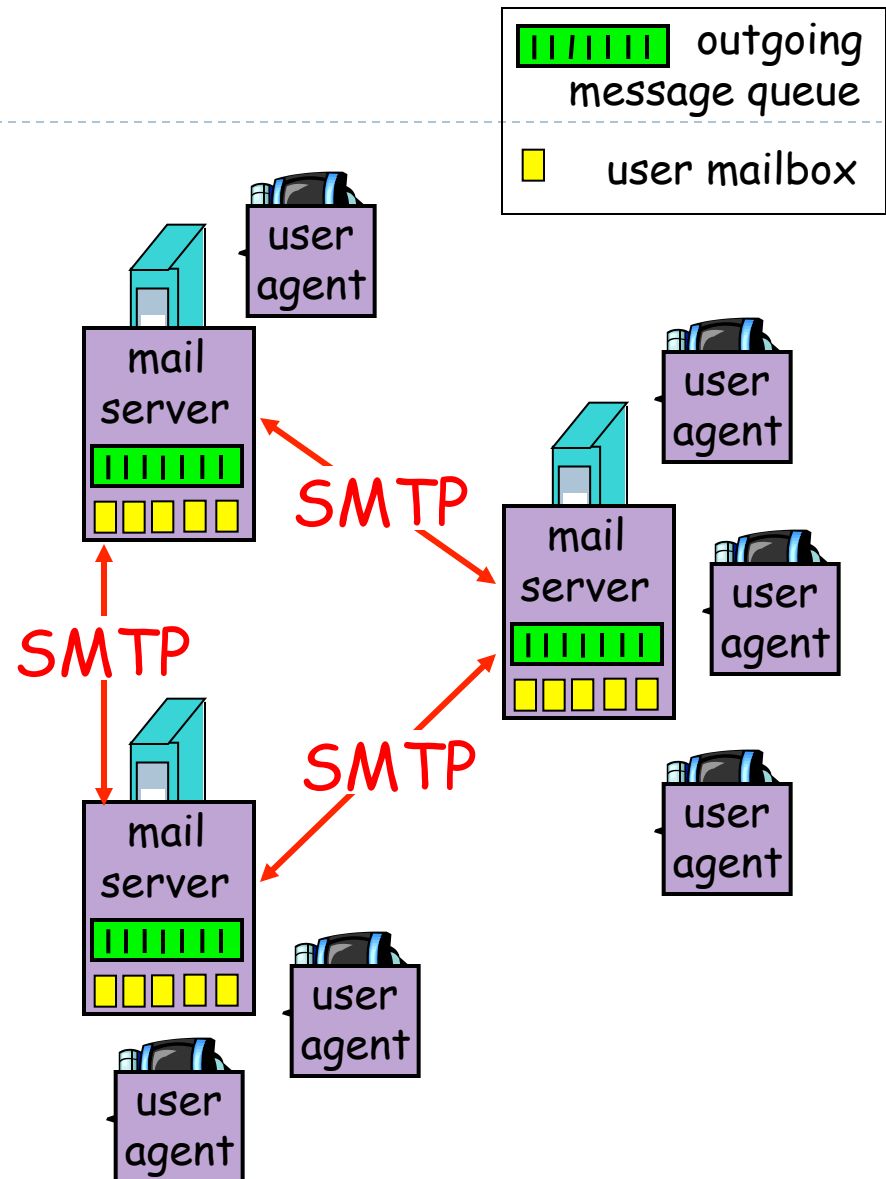 outgoing
message queue
user mailbox
user
agent
mail
server
user
agent
SMTP
mail
server
user
agent
SMTP
SMTP
user
agent
mail
server
user
agent
user
agent